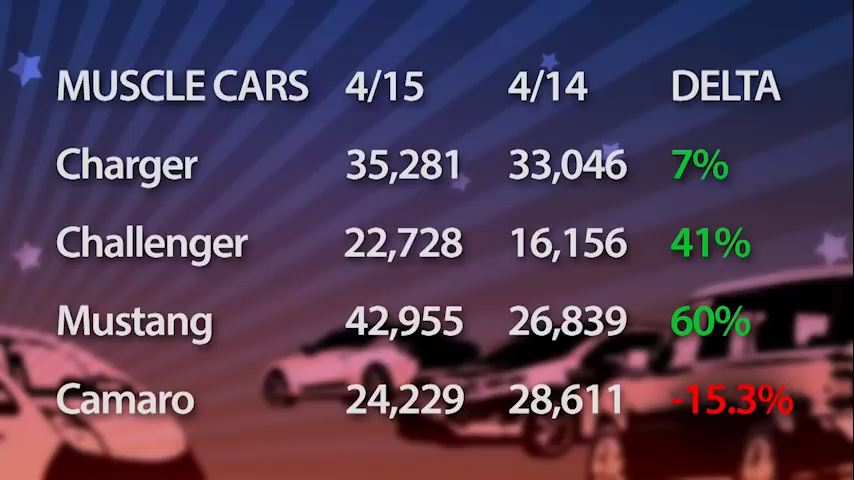 MUSCLE CARS 4/15 4/14 DELTA
Charger 35,281 33,046 7%
Challenger 22,728 16,156 41%
Mustang 42,955 26,839 60%
Camaro 24,229 28,611 -15.3%